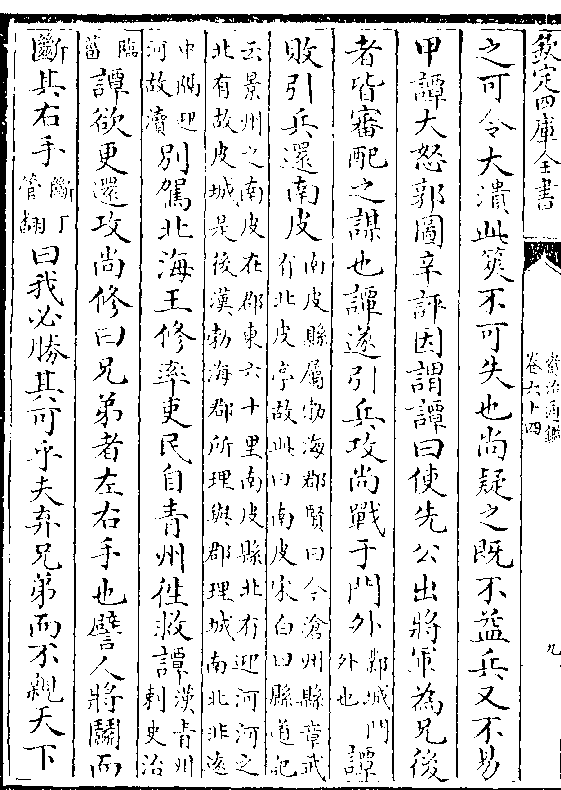 欽定四庫全書
資治通鑑
卷六十四
九
之可令大潰此筴不可失也尚疑之既不益兵又不易
甲譚大怒郭圖辛評因謂譚曰使先公出將軍為兄後
者皆審配之謀也譚遂引兵攻尚戰于門外鄴城門外也譚
敗引兵還南皮南皮縣屬勃海郡賢曰今滄州縣章武有北皮亭故此曰南皮宋白曰縣道記
云景州之南皮在郡東六十里南皮縣北有迎河河之北有故皮城是後漢勃海郡所理與郡理城南北非遠
中隅迎河故瀆別駕北海王修率吏民自青州往救譚漢青州刺史治
臨菑譚欲更還攻尚修曰兄弟者左右手也譬人將鬭而
斷其右手斷丁管翻曰我必勝其可乎夫弃兄弟而不親天下